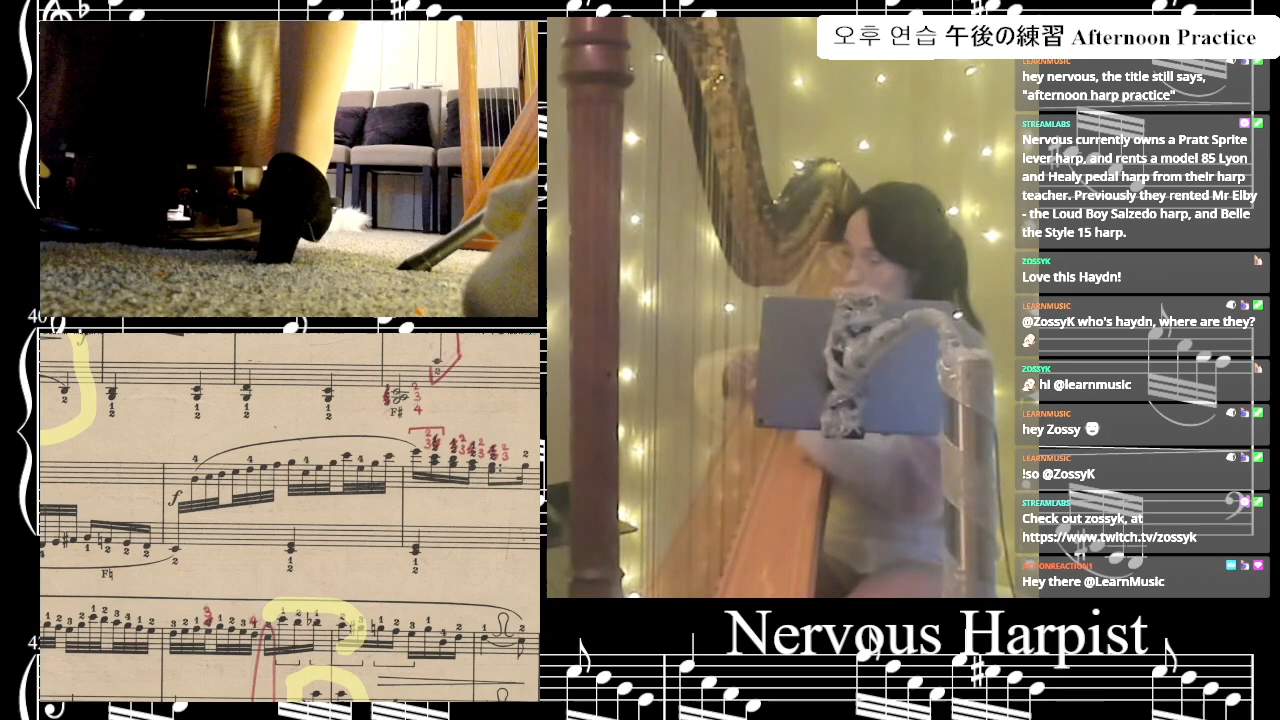 오후 연습 午後の練習 Afternoon Practice
LEARNMUSIC
hey nervous, the title still says,
"afternoon harp practice"
STREAMLABS
Nervous currently owns a Pratt Sprite
lever harp, and rents a model 85 Lyon
and Healy pedal harp from their harp
teacher. Previously they rented Mr Elby
- the Loud Boy Salzedo harp, and Belle
the Style 15 harp.
ZOSSYK
Love this Haydn!
LEARNMUSIC
@ZossyK who's haydn, where are they?
ZOSSYK
hi @learnmusic
LEARNMUSIC
hey Zossy
LEARNMUSIC
!so @ZossyK
STREAMLABS
Check out zossyk, at
https://www.twitch.tv/zossyk
Hey there @LearnMusic
Nervous Harpist